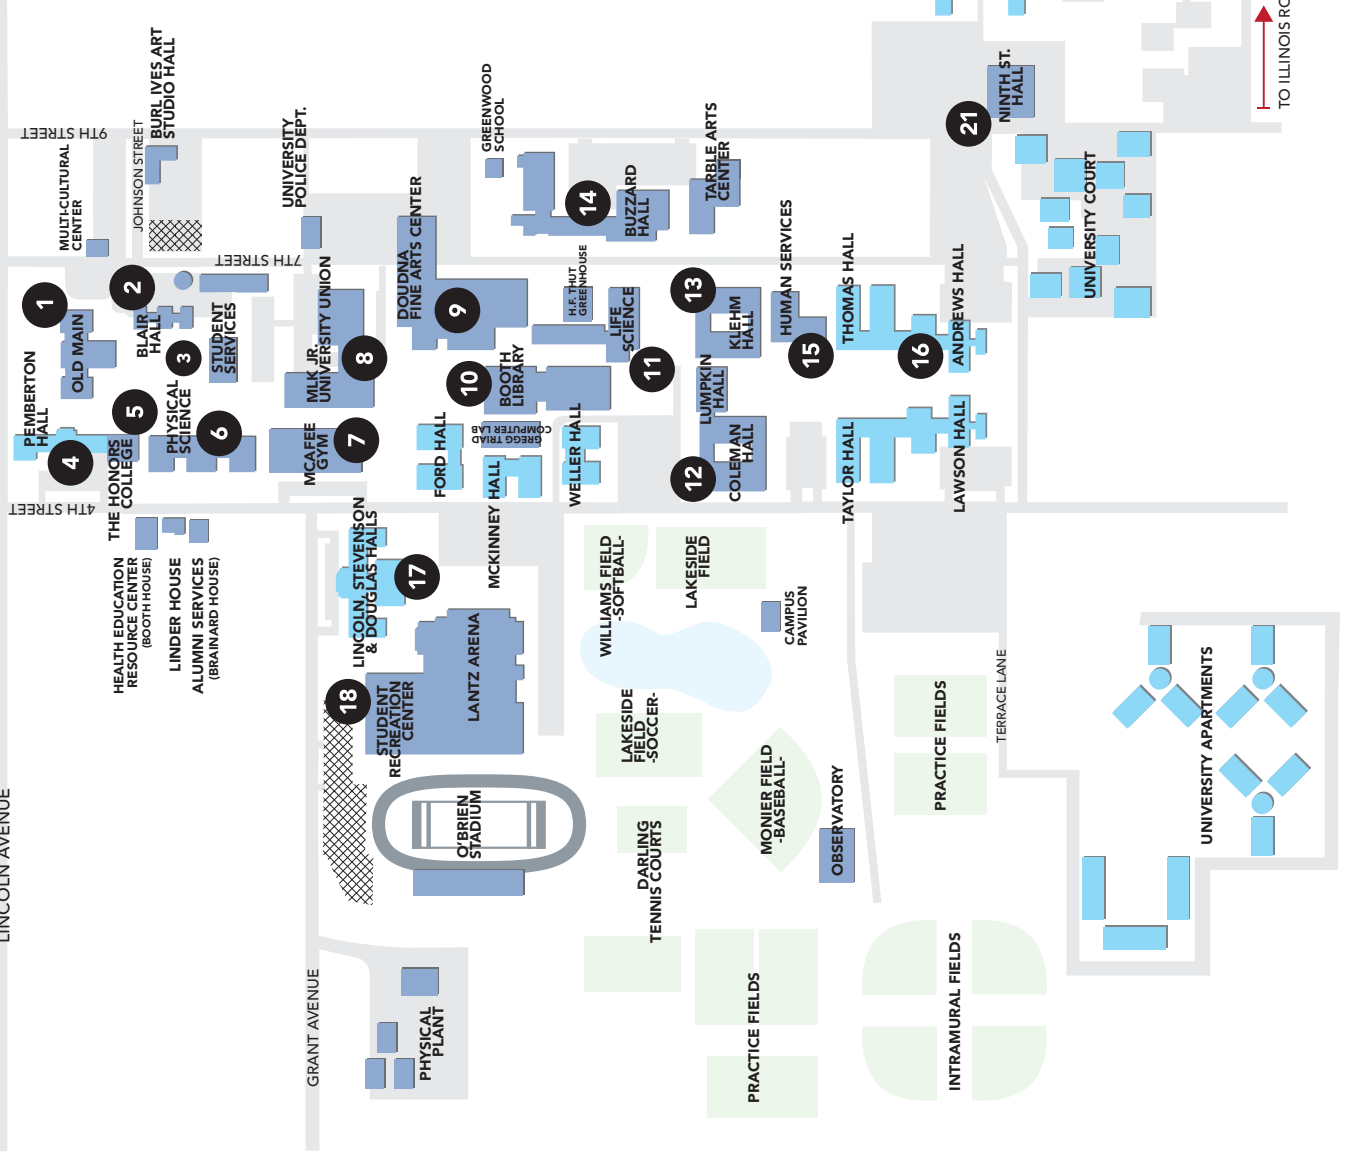 LINCOLN AVENUE
9TH STREET
JOHNSON STREET
BURL IVES ART
STUDIO HALL
MULTI-CULTURAL
CENTER
UNIVERSITY
POLICE DEPT.
7TH STREET
GREENWOOD
SCHOOL
14
BUZZARD
HALL
TARBLE ARTS
CENTER
21
NINTH ST.
HALL
TO ILLINOIS RO
UNIVERSITY COURT
1
OLD MAIN
2
BLAIR
HALL
3
STUDENT
SERVICES
MLK JR.
UNIVERSITY UNION
8
DOUDNA
FINE ARTS CENTER
9
H.F. THUT
GREENHOUSE
LIFE
SCIENCE
11
10
BOOTH
LIBRARY
13
KLEHM
HALL
HUMAN SERVICES
15
THOMAS HALL
16
ANDREWS HALL
PEMBERTON
HALL
4
5
THE HONORS
COLLEGE
PHYSICAL
SCIENCE
6
MCAFEE
GYM
7
FORD HALL
GREGG TRIAD
COMPUTER LAB
MCKINNEY HALL
WELLER HALL
LUMPKIN
HALL
12
COLEMAN
HALL
TAYLOR HALL
LAWSON HALL
4TH STREET
HEALTH EDUCATION
RESOURCE CENTER
(BOOTH HOUSE)
LINDER HOUSE
ALUMNI SERVICES
(BRAINARD HOUSE)
LINCOLN, STEVENSON
& DOUGLAS HALLS
17
18
STUDENT
RECREATION
CENTER
LANTZ ARENA
WILLIAMS FIELD
-SOFTBALL-
LAKESIDE
FIELD
CAMPUS
PAVILION
LAKESIDE
FIELD
-SOCCER-
O'BRIEN
STADIUM
DARLING
TENNIS COURTS
MONIER FIELD
-BASEBALL-
OBSERVATORY
PRACTICE FIELDS
TERRACE LANE
UNIVERSITY APARTMENTS
GRANT AVENUE
PHYSICAL
PLANT
PRACTICE FIELDS
INTRAMURAL FIELDS